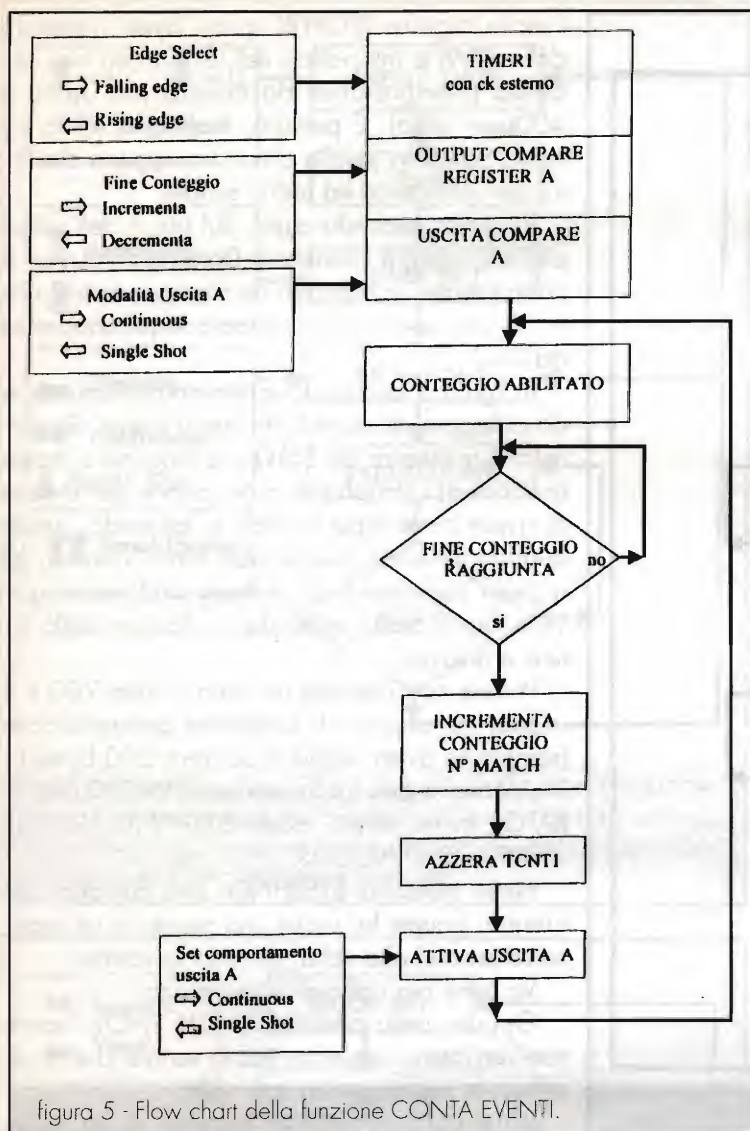 Edge Select
⇨ Falling edge
⇦ Rising edge
TIMER1
con ck esterno
Fine Conteggio
⇨ Incrementa
⇦ Decrementa
OUTPUT COMPARE
REGISTER A
Modalità Uscita A
⇨ Continuous
⇦ Single Shot
USCITA COMPARE
A
CONTEGGIO ABILITATO
FINE CONTEGGIO
RAGGIUNTA
no
si
INCREMENTA
CONTEGGIO
N° MATCH
AZZERA TCNT1
Set comportamento
uscita A
⇨ Continuous
⇦ Single Shot
ATTIVA USCITA A
figura 5 - Flow chart della funzione CONTA EVENTI.